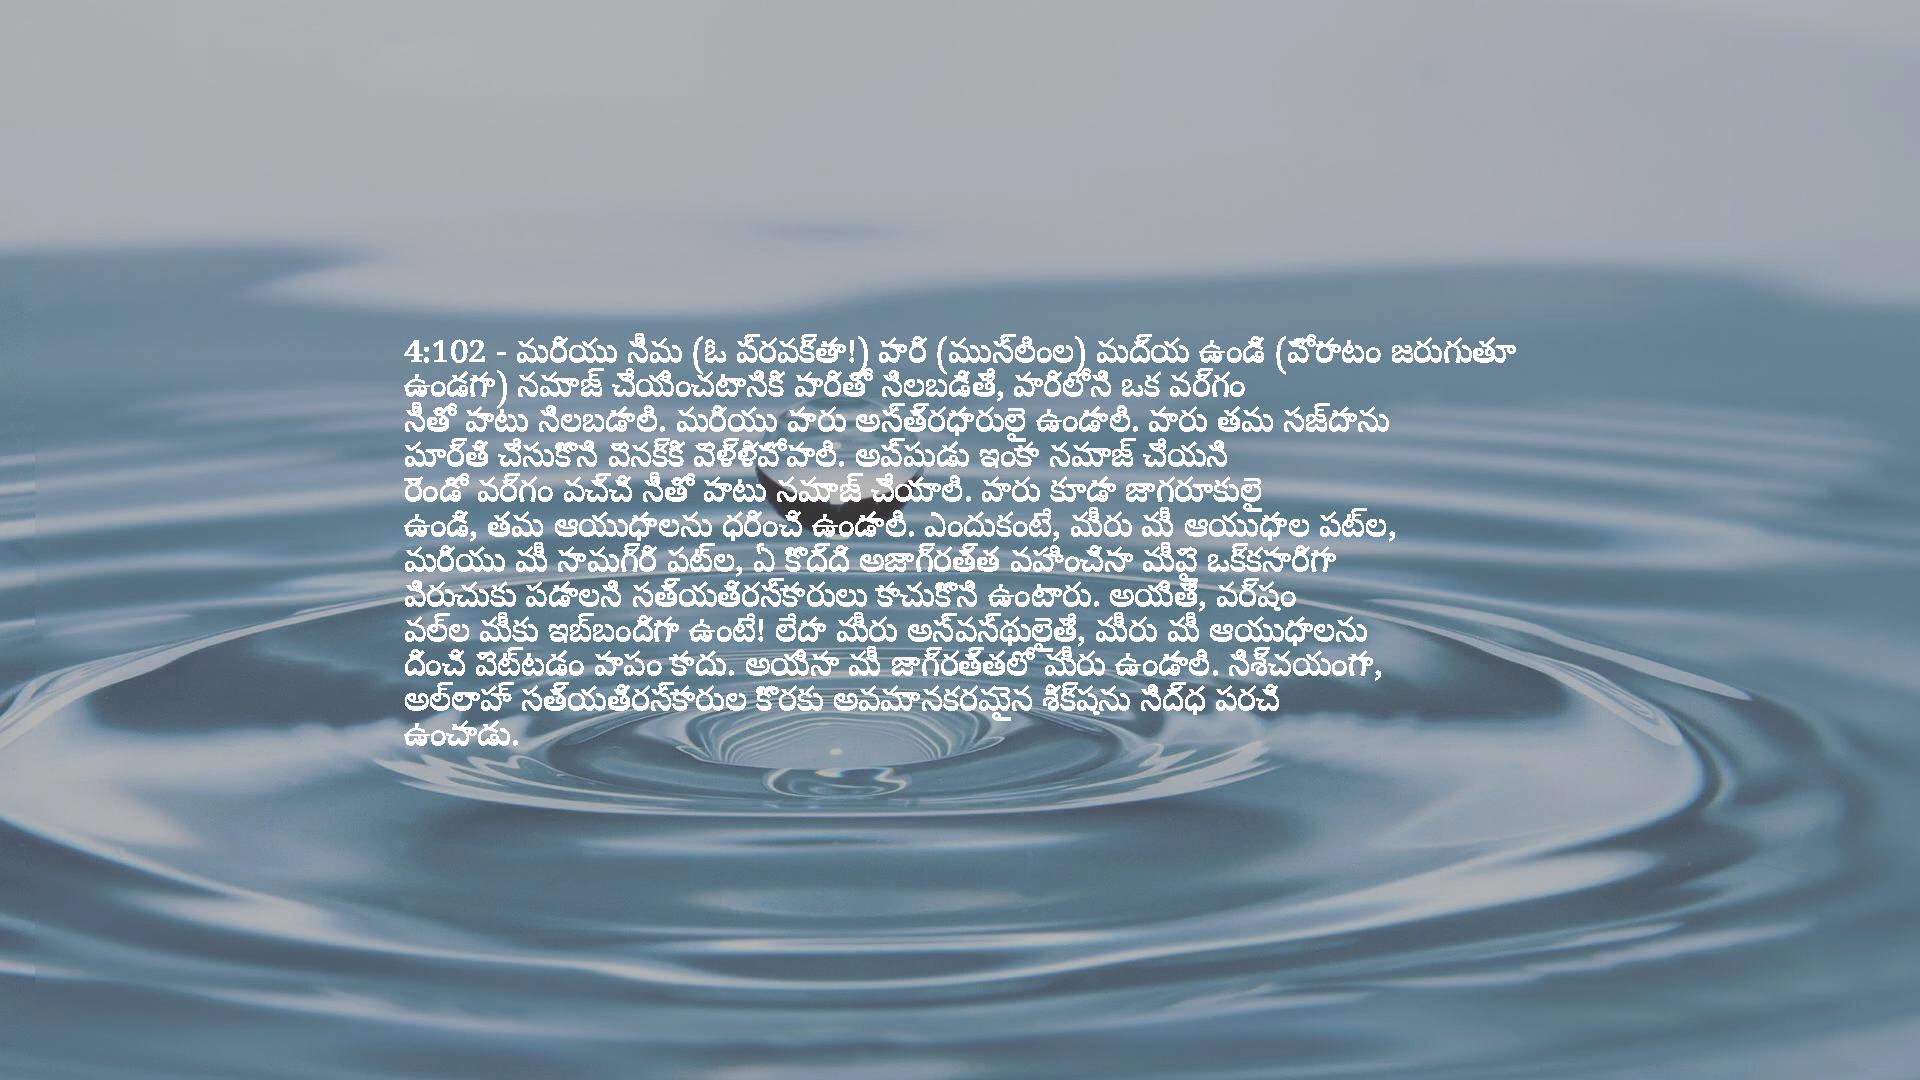 4:102 - మరియు నీమ (ఓ ప్రవక్తా!) వారి (ముస్లింల) మధ్య ఉండి (పోరాటం జరుగుతూ
ఉండగా) నమాజ్ చేయించటానికి వారితో నిలబడితే, వారిలోని ఒక వర్గం
నీతో పాటు నిలబడాలి. మరియు వారు అస్త్రధారులై ఉండాలి. వారు తమ సజ్దాను
పూర్తి చేసుకొని వెనక్కి వెళ్ళిపోవాలి. అప్పుడు ఇంకా నమాజ్ చేయని
రెండో వర్గం వచ్చి నీతో పాటు నమాజ్ చేయాలి. వారు కూడా జాగరూకులై
ఉండి, తమ ఆయుధాలను ధరించి ఉండాలి. ఎందుకంటే, మీరు మీ ఆయుధాల పట్ల,
మరియు మీ సామగ్రి పట్ల, ఏ కొద్ది అజాగ్రత్త వహించినా మీపై ఒక్కసారిగా
విరుచుకు పడాలని సత్యతిరస్కారులు కాచుకొని ఉంటారు. అయితే, వర్షం
వల్ల మీకు ఇబ్బందిగా ఉంటే! లేదా మీరు అస్వస్థులైతే, మీరు మీ ఆయుధాలను
దించి పెట్టడం పాపం కాదు. అయినా మీ జాగ్రత్తలో మీరు ఉండాలి. నిశ్చయంగా,
అల్లాహ్ సత్యతిరస్కారుల కొరకు అవమానకరమైన శిక్షను సిద్ధ పరచి
ఉంచాడు.